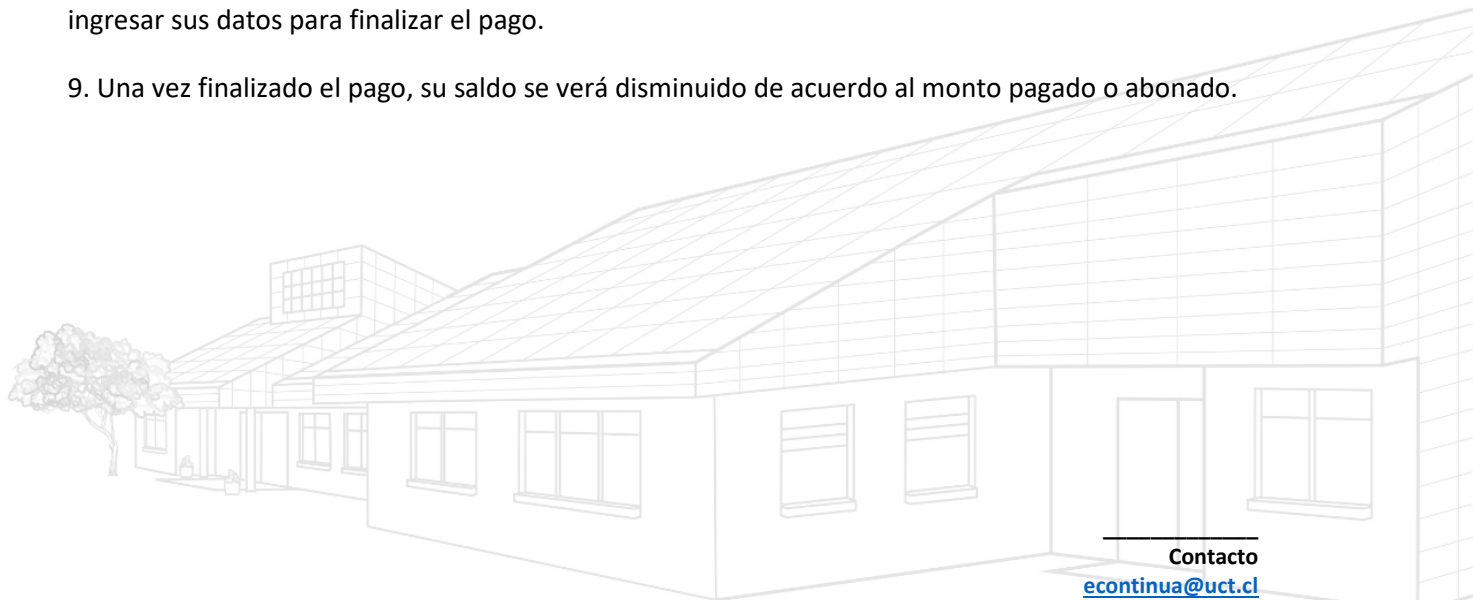 ingresar sus datos para finalizar el pago.
9. Una vez finalizado el pago, su saldo se verá disminuido de acuerdo al monto pagado o abonado.
Contacto
econtinua@uct.cl